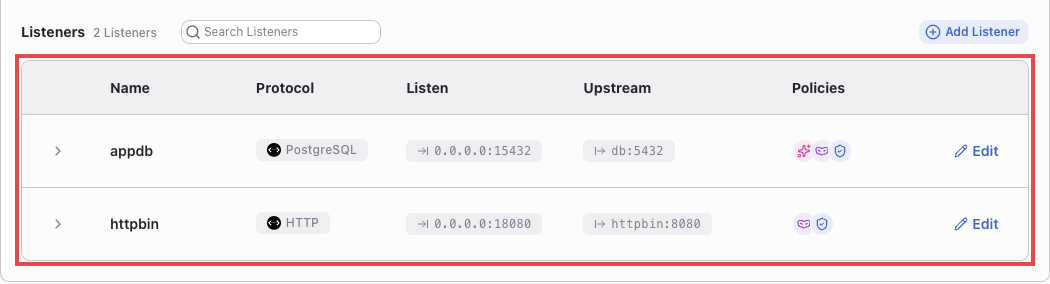 Listeners 2 Listeners Search Listeners Add Listener
Name Protocol Listen Upstream Policies
appdb PostgreSQL 0.0.0.0:15432 db:5432 Edit
httpbin HTTP 0.0.0.0:18080 httpbin:8080 Edit